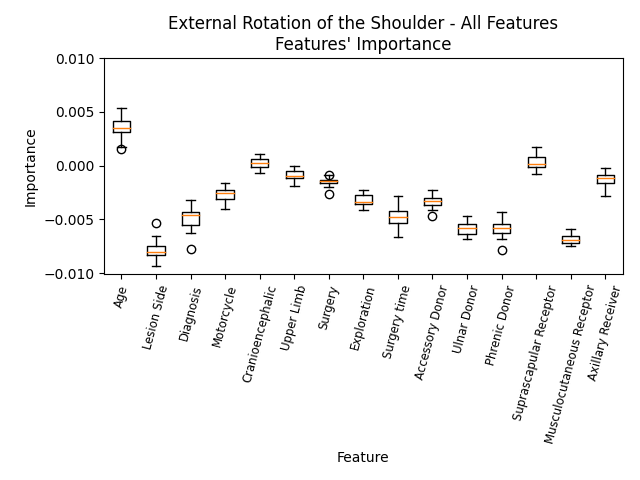 External Rotation of the Shoulder - All Features
Features' Importance
0.010
0.005
0.000
−0.005
−0.010
Importance
Age
Lesion Side
Diagnosis
Motorcycle
Cranioencephalic
Upper Limb
Surgery
Exploration
Surgery time
Accessory Donor
Ulnar Donor
Phrenic Donor
Suprascapular Receptor
Musculocutaneous Receptor
Axillary Receiver
Feature